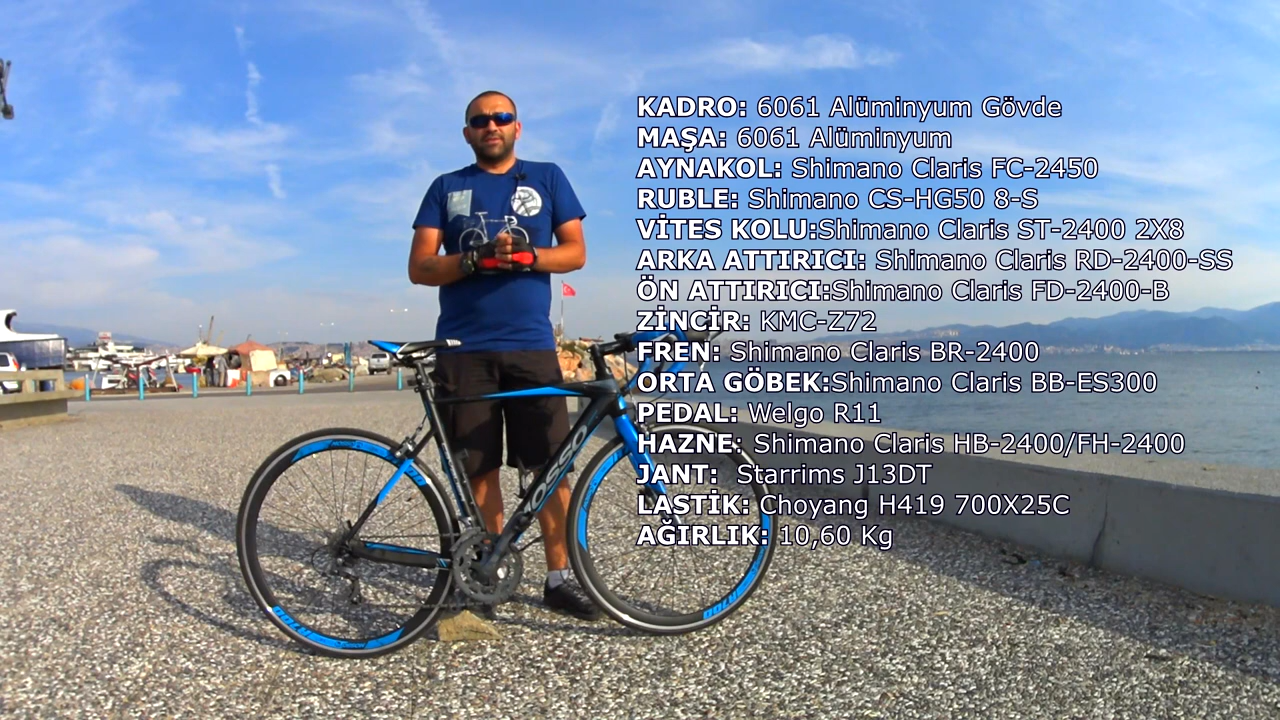 KADRO: 6061 Alüminyum Gövde
MAŞA: 6061 Alüminyum
AYNAKOL: Shimano Claris FC-2450
RUBLE: Shimano CS-HG50 8-S
VİTES KOLU:Shimano Claris ST-2400 2X8
ARKA ATTIRICI: Shimano Claris RD-2400-SS
ÖN ATTIRICI:Shimano Claris FD-2400-B
ZİNCİR: KMC-Z72
FREN: Shimano Claris BR-2400
ORTA GÖBEK:Shimano Claris BB-ES300
PEDAL: Welgo R11
HAZNE: Shimano Claris HB-2400/FH-2400
JANT: Starrims J13DT
LASTİK: Choyang H419 700X25C
AĞIRLIK: 10,60 Kg
MOSSO
R700
R700